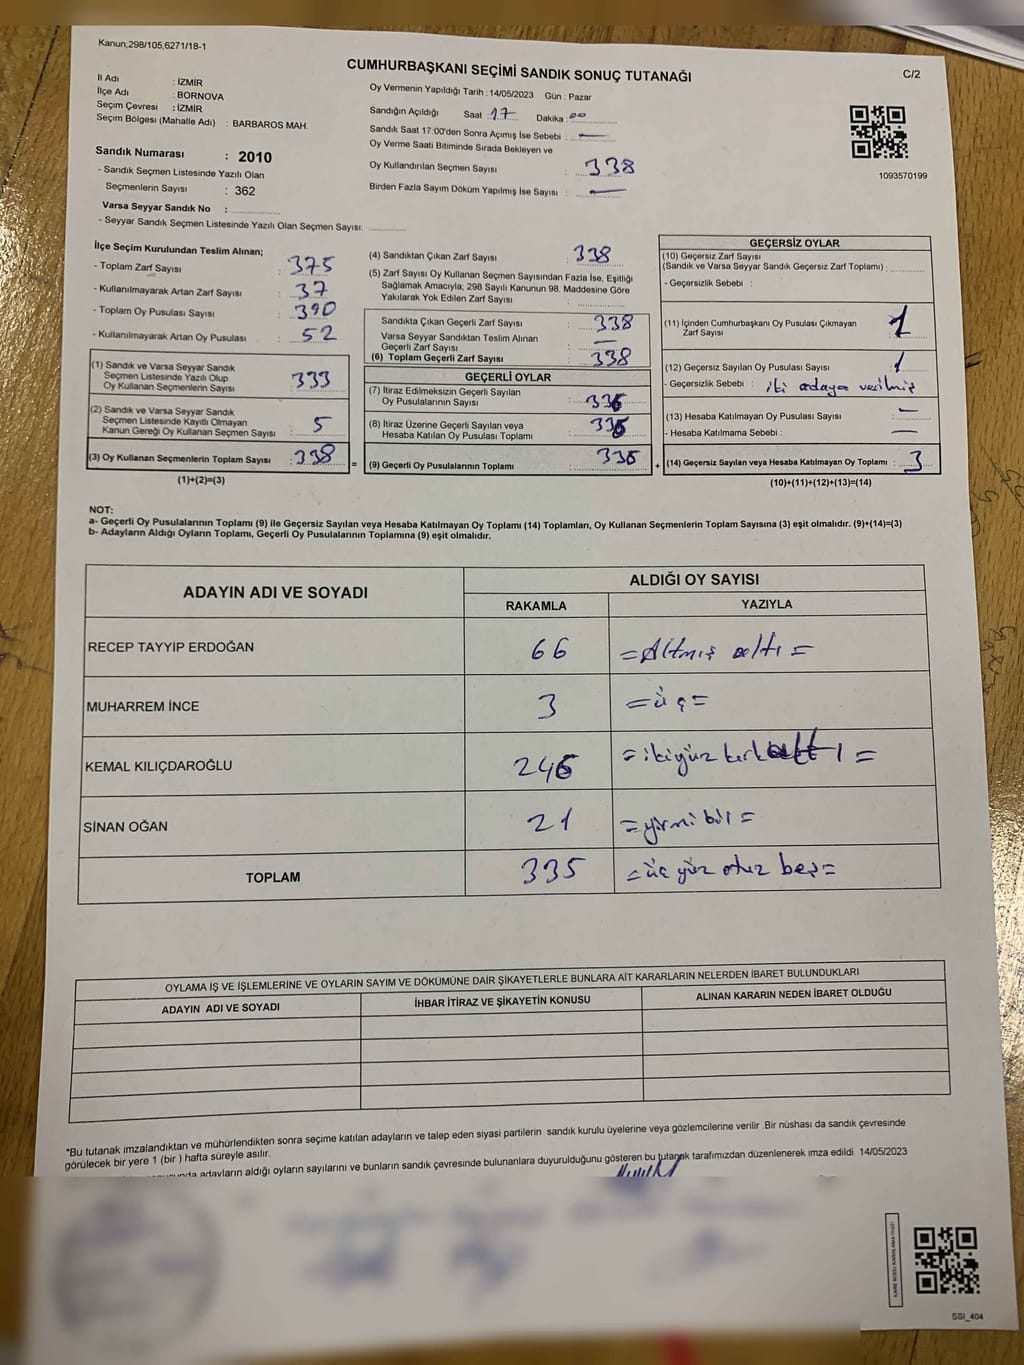 Kanun;298/105;6271/18-1
CUMHURBAŞKANI SEÇİMİ SANDIK SONUÇ TUTANAĞI
C/2
İl Adı : İZMİR
İlçe Adı : BORNOVA
Seçim Çevresi : İZMİR
Seçim Bölgesi (Mahalle Adı) : BARBAROS MAH.
Sandık Numarası : 2010
- Sandık Seçmen Listesinde Yazılı Olan
Seçmenlerin Sayısı : 362
Varsa Seyyar Sandık No :
- Seyyar Sandık Seçmen Listesinde Yazılı Olan Seçmen Sayısı:
Oy Vermenin Yapıldığı Tarih : 14/05/2023 Gün : Pazar
Sandığın Açıldığı Saat : 17 Dakika : 00
Sandık Saat 17:00'den Sonra Açımış İse Sebebi : —
Oy Verme Saati Bitiminde Sırada Bekleyen ve
Oy Kullandırılan Seçmen Sayısı : 338
Birden Fazla Sayım Döküm Yapılmış İse Sayısı : —
1093570199
İlçe Seçim Kurulundan Teslim Alınan;
- Toplam Zarf Sayısı : 375
- Kullanılmayarak Artan Zarf Sayısı : 37
- Toplam Oy Pusulası Sayısı : 390
- Kullanılmayarak Artan Oy Pusulası : 52
(1) Sandık ve Varsa Seyyar Sandık
Seçmen Listesinde Yazılı Olup
Oy Kullanan Seçmenlerin Sayısı : 333
(2) Sandık ve Varsa Seyyar Sandık
Seçmen Listesinde Kayıtlı Olmayan
Kanun Gereği Oy Kullanan Seçmen Sayısı : 5
(3) Oy Kullanan Seçmenlerin Toplam Sayısı : 338
(1)+(2)=(3)
(4) Sandıktan Çıkan Zarf Sayısı : 338
(5) Zarf Sayısı Oy Kullanan Seçmen Sayısından Fazla İse, Eşitliği
Sağlamak Amacıyla; 298 Sayılı Kanunun 98. Maddesine Göre
Yakılarak Yok Edilen Zarf Sayısı :
Sandıkta Çıkan Geçerli Zarf Sayısı : 338
Varsa Seyyar Sandıktan Teslim Alınan
Geçerli Zarf Sayısı : —
(6) Toplam Geçerli Zarf Sayısı : 338
GEÇERLİ OYLAR
(7) İtiraz Edilmeksizin Geçerli Sayılan
Oy Pusulalarının Sayısı :
(8) İtiraz Üzerine Geçerli Sayılan veya
Hesaba Katılan Oy Pusulası Toplamı :
= (9) Geçerli Oy Pusulalarının Toplamı :
GEÇERSİZ OYLAR
(10) Geçersiz Zarf Sayısı
(Sandık ve Varsa Seyyar Sandık Geçersiz Zarf Toplamı) :
- Geçersizlik Sebebi :
(11) İçinden Cumhurbaşkanı Oy Pusulası Çıkmayan
Zarf Sayısı : 1
(12) Geçersiz Sayılan Oy Pusulası Sayısı : 1
- Geçersizlik Sebebi : iki adaya verilmiş
(13) Hesaba Katılmayan Oy Pusulası Sayısı : —
- Hesaba Katılmama Sebebi : —
+ (14) Geçersiz Sayılan veya Hesaba Katılmayan Oy Toplamı : 3
(10)+(11)+(12)+(13)=(14)
NOT:
a- Geçerli Oy Pusulalarının Toplamı (9) ile Geçersiz Sayılan veya Hesaba Katılmayan Oy Toplamı (14) Toplamları, Oy Kullanan Seçmenlerin Toplam Sayısına (3) eşit olmalıdır. (9)+(14)=(3)
b- Adayların Aldığı Oyların Toplamı, Geçerli Oy Pusulalarının Toplamına (9) eşit olmalıdır.
ADAYIN ADI VE SOYADI
ALDIĞI OY SAYISI
RAKAMLA YAZIYLA
RECEP TAYYİP ERDOĞAN 66 =Altmış altı=
MUHARREM İNCE 3 =üç=
KEMAL KILIÇDAROĞLU 246 =ikiyüz kırk altı=
SİNAN OĞAN 21 =yirmi bir=
TOPLAM 335 =üç yüz otuz beş=
OYLAMA İŞ VE İŞLEMLERİNE VE OYLARIN SAYIM VE DÖKÜMÜNE DAİR ŞİKAYETLERLE BUNLARA AİT KARARLARIN NELERDEN İBARET BULUNDUKLARI
ADAYIN ADI VE SOYADI İHBAR İTİRAZ VE ŞİKAYETİN KONUSU ALINAN KARARIN NEDEN İBARET OLDUĞU
*Bu tutanak imzalandıktan ve mühürlendikten sonra seçime katılan adayların ve talep eden siyasi partilerin sandık kurulu üyelerine veya gözlemcilerine verilir .Bir nüshası da sandık çevresinde
görülecek bir yere 1 (bir ) hafta süreyle asılır.
adayların aldığı oyların sayılarını ve bunların sandık çevresinde bulunanlara duyurulduğunu gösteren bu tutanak tarafımızdan düzenlenerek imza edildi 14/05/2023
SSI_404